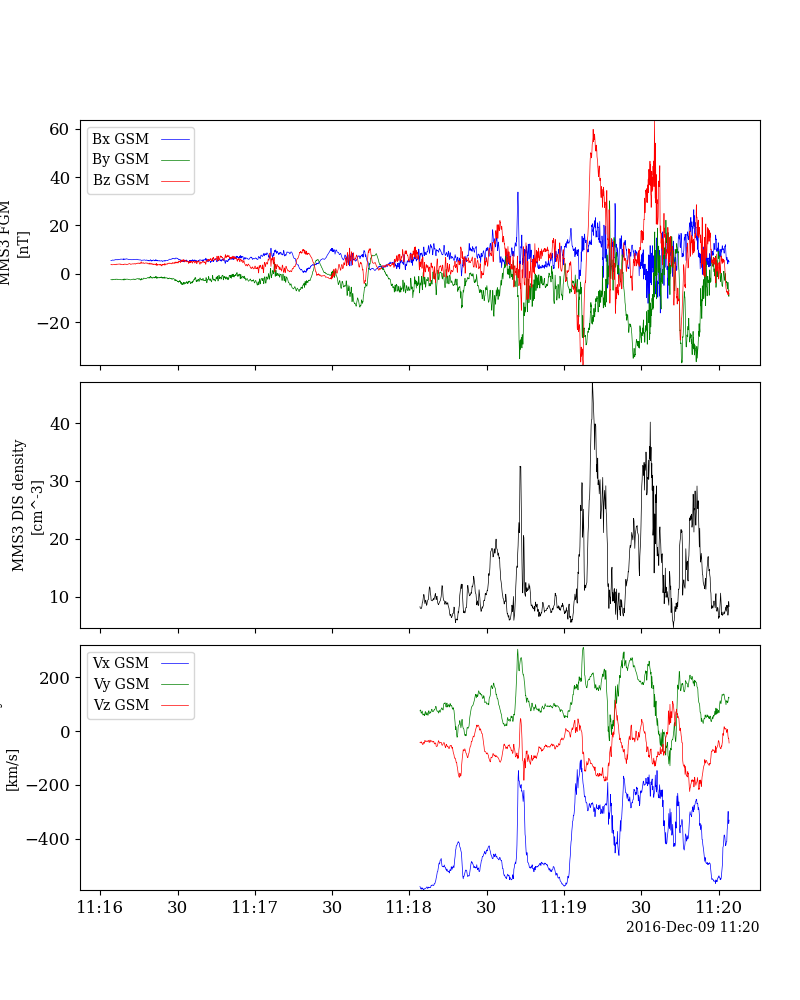 60
40
20
0
−20
MMS3 FGM
[nT]
Bx GSM
By GSM
Bz GSM
40
30
20
10
MMS3 DIS density
[cm^-3]
200
0
−200
−400
[km/s]
Vx GSM
Vy GSM
Vz GSM
11:16 30 11:17 30 11:18 30 11:19 30 11:20
2016-Dec-09 11:20